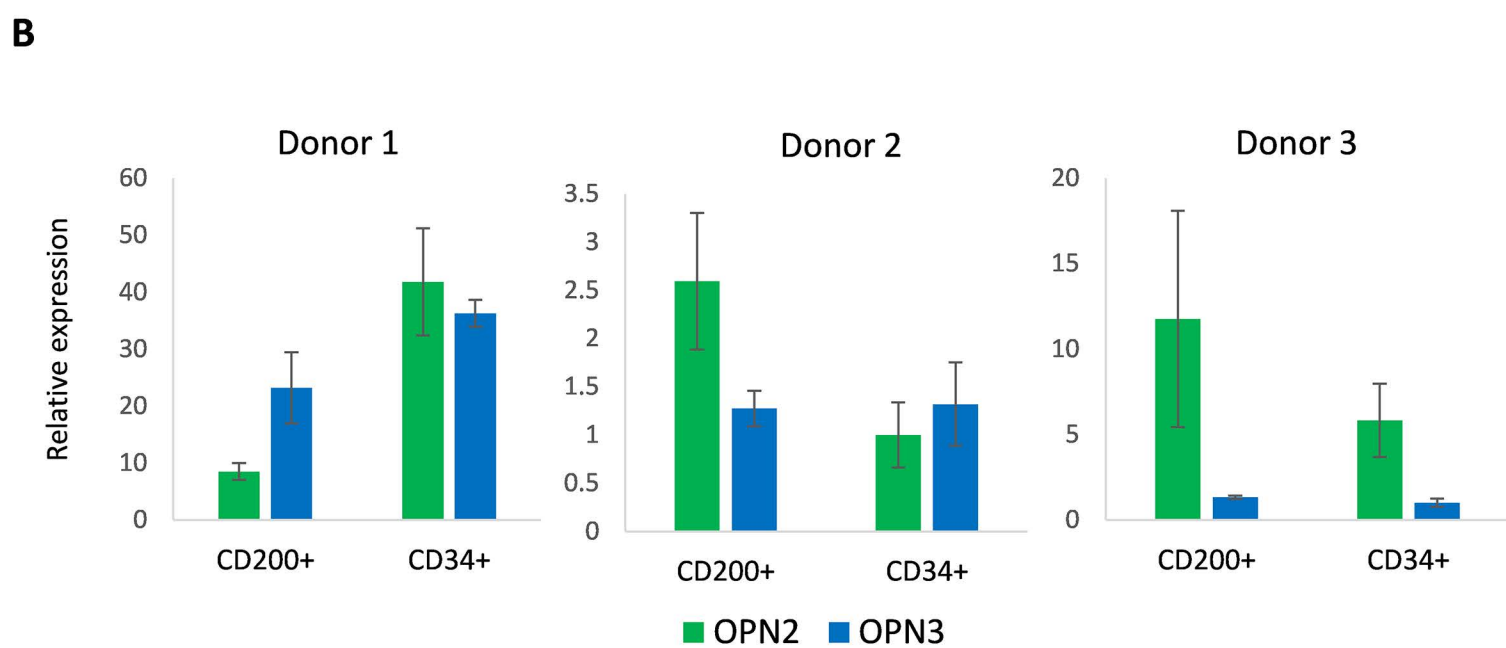 B
Donor 1
Donor 2
Donor 3
Relative expression
60
50
40
30
20
10
0
CD200+
CD34+
3.5
3
2.5
2
1.5
1
0.5
0
CD200+
CD34+
20
15
10
5
0
CD200+
CD34+
OPN2
OPN3